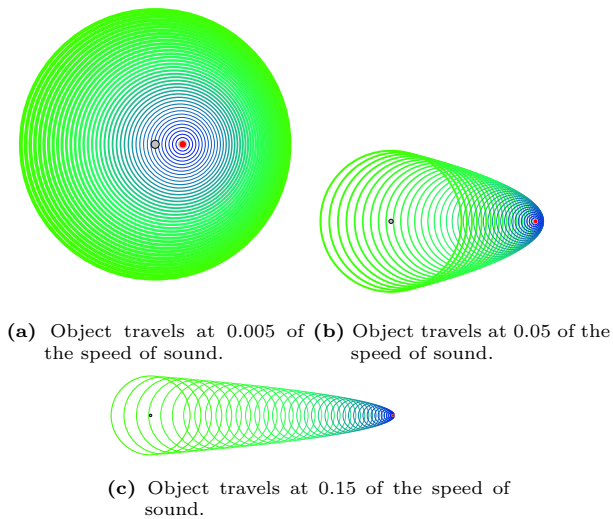 (a) Object travels at 0.005 of
the speed of sound.
(b) Object travels at 0.05 of the
speed of sound.
(c) Object travels at 0.15 of the speed of
sound.